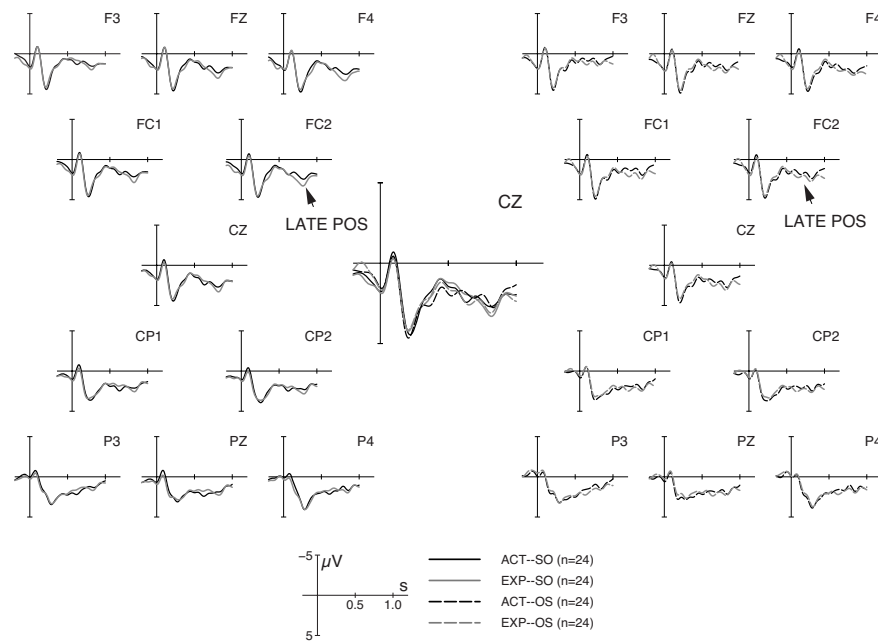 F3 FZ F4 F3 FZ F4
FC1 FC2 FC1 FC2
LATE POS CZ LATE POS
CZ CZ
CP1 CP2 CP1 CP2
P3 PZ P4 P3 PZ P4
-5 µV
s
0.5 1.0
5
ACT--SO (n=24)
EXP--SO (n=24)
ACT--OS (n=24)
EXP--OS (n=24)